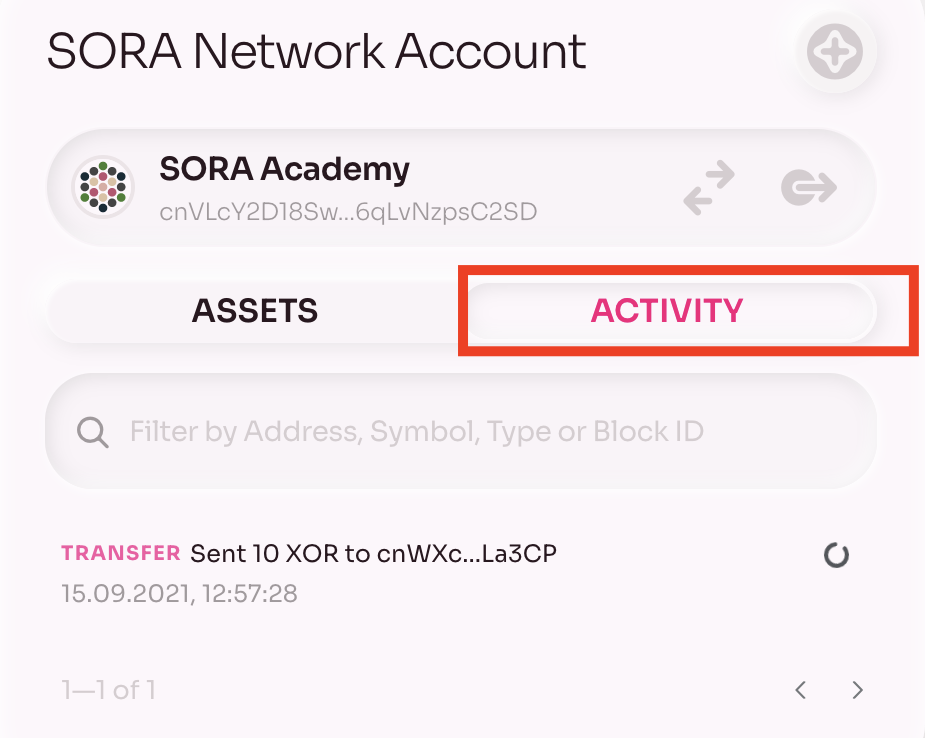 SORA Network Account
SORA Academy
cnVLcY2D18Sw...6qLvNzpsC2SD
ASSETS
ACTIVITY
Filter by Address, Symbol, Type or Block ID
TRANSFER Sent 10 XOR to cnWXc...La3CP
15.09.2021, 12:57:28
1—1 of 1